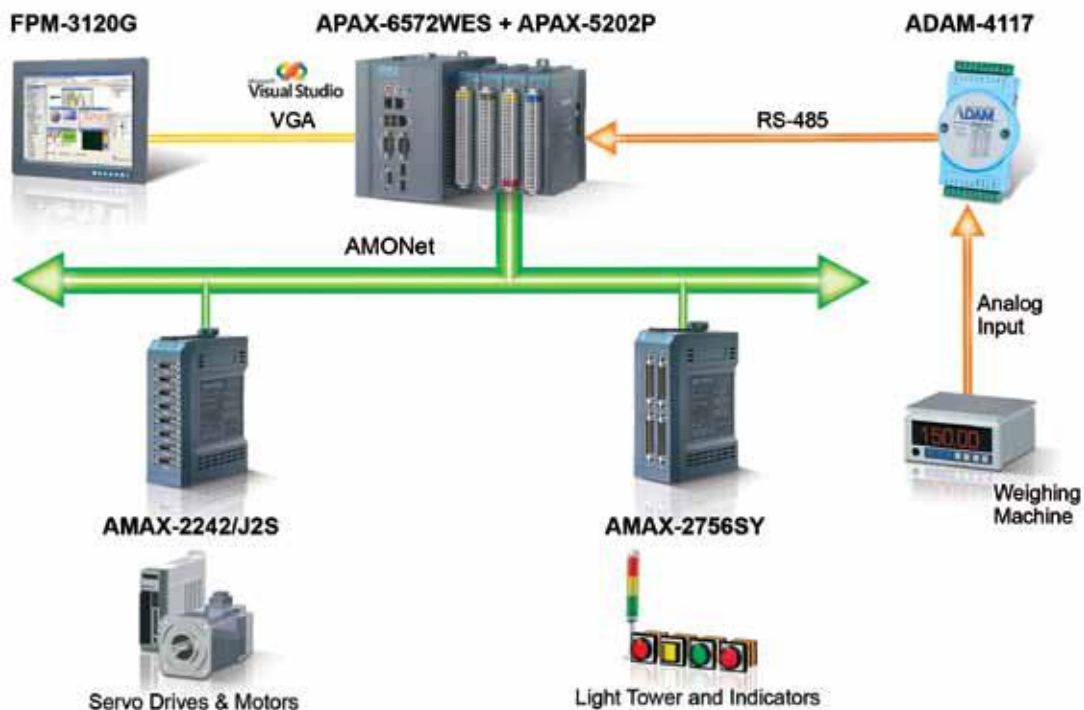 FPM-3120G
APAX-6572WES + APAX-5202P
ADAM-4117
Microsoft
Visual Studio
VGA
RS-485
ADAM
AMONet
Analog
Input
150.00
Weighing
Machine
AMAX-2242/J2S
AMAX-2756SY
Servo Drives & Motors
Light Tower and Indicators